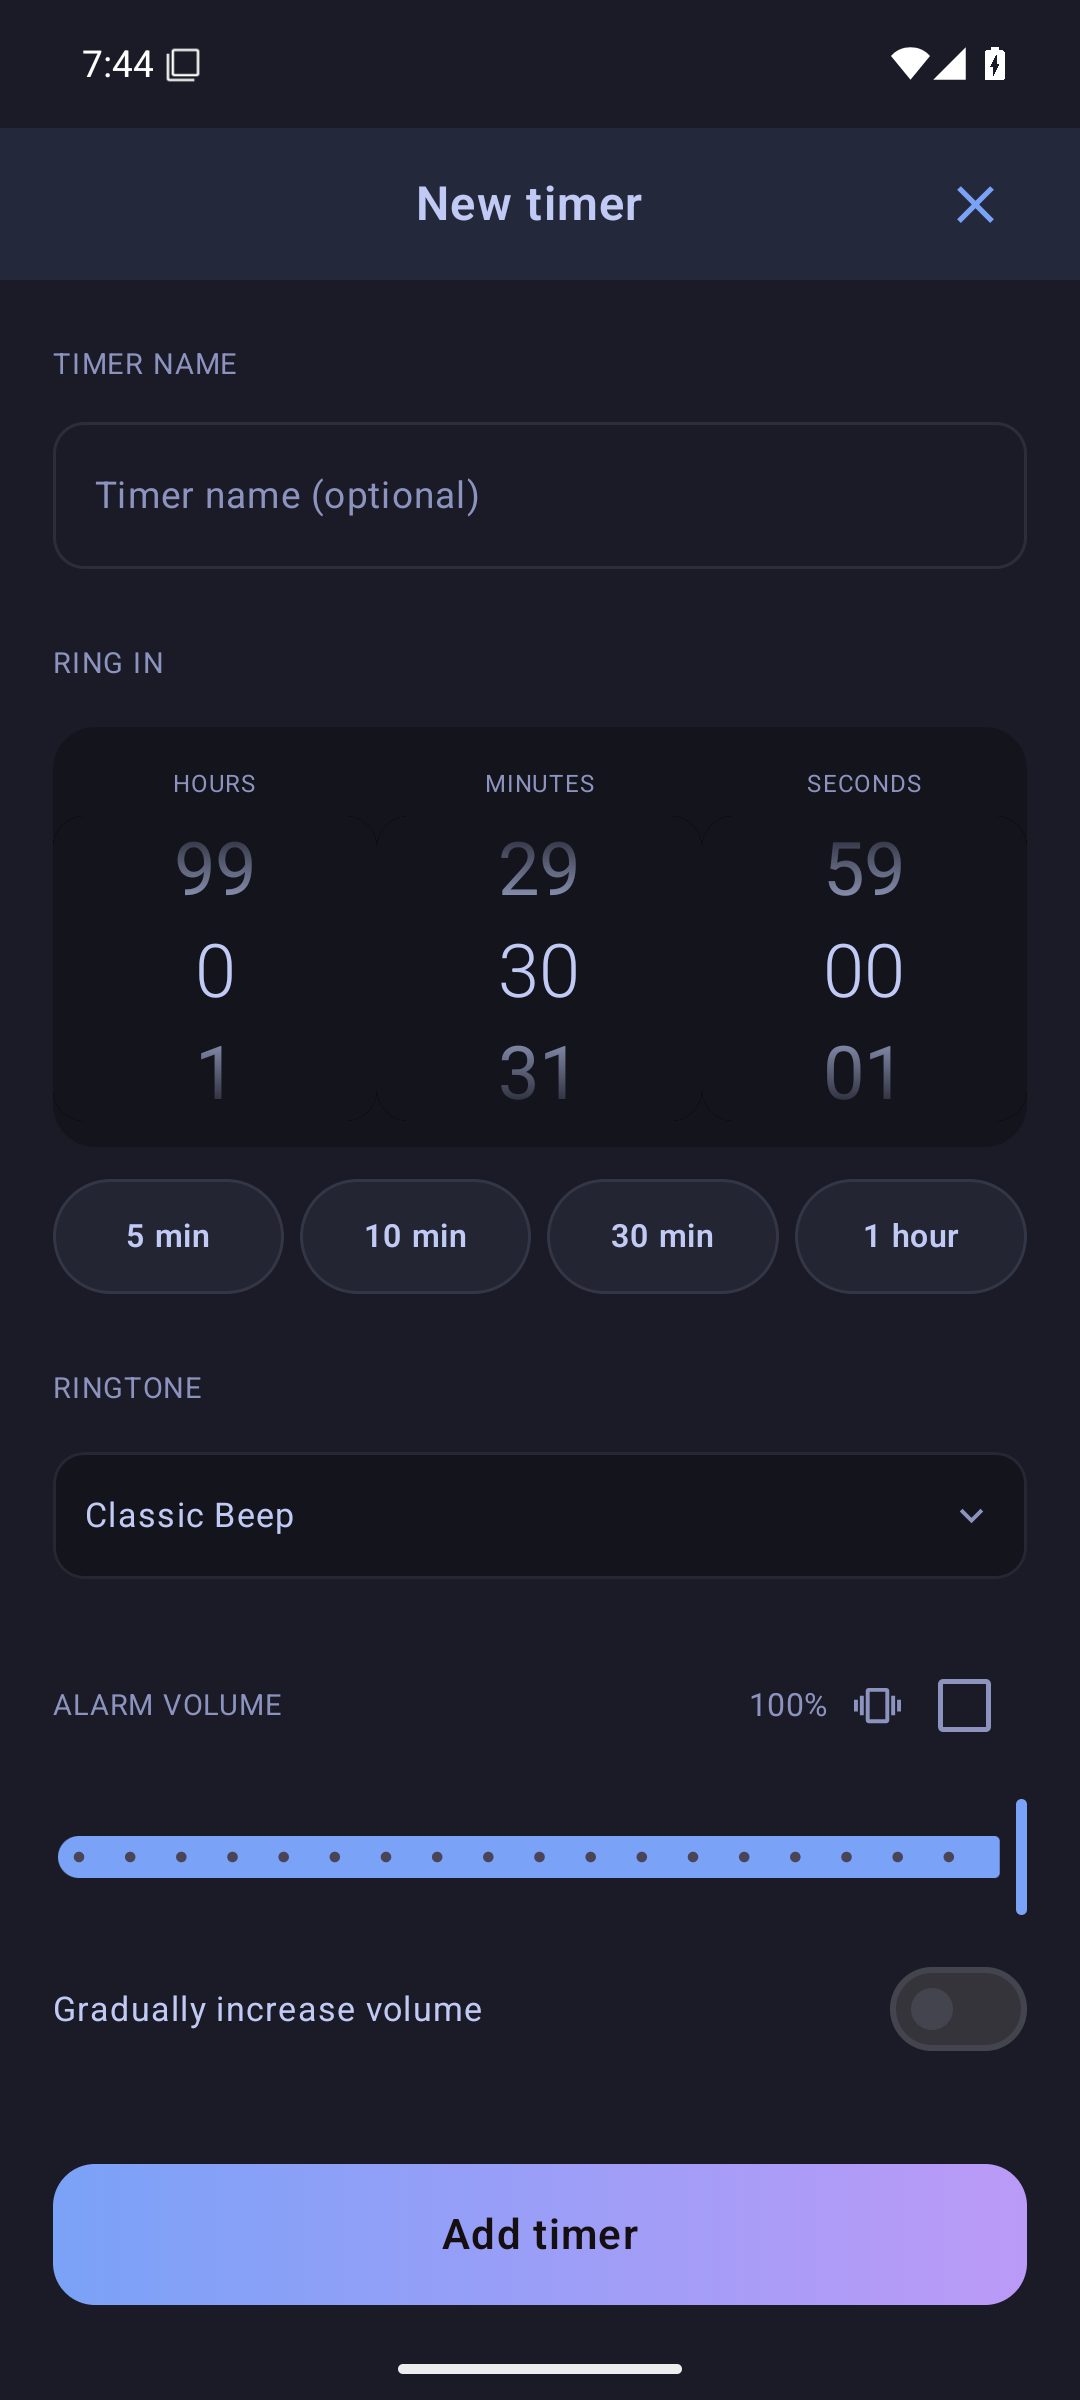 7:44
New timer
TIMER NAME
Timer name (optional)
RING IN
HOURS MINUTES SECONDS
99 29 59
0 30 00
1 31 01
5 min 10 min 30 min 1 hour
RINGTONE
Classic Beep
ALARM VOLUME 100%
Gradually increase volume
Add timer